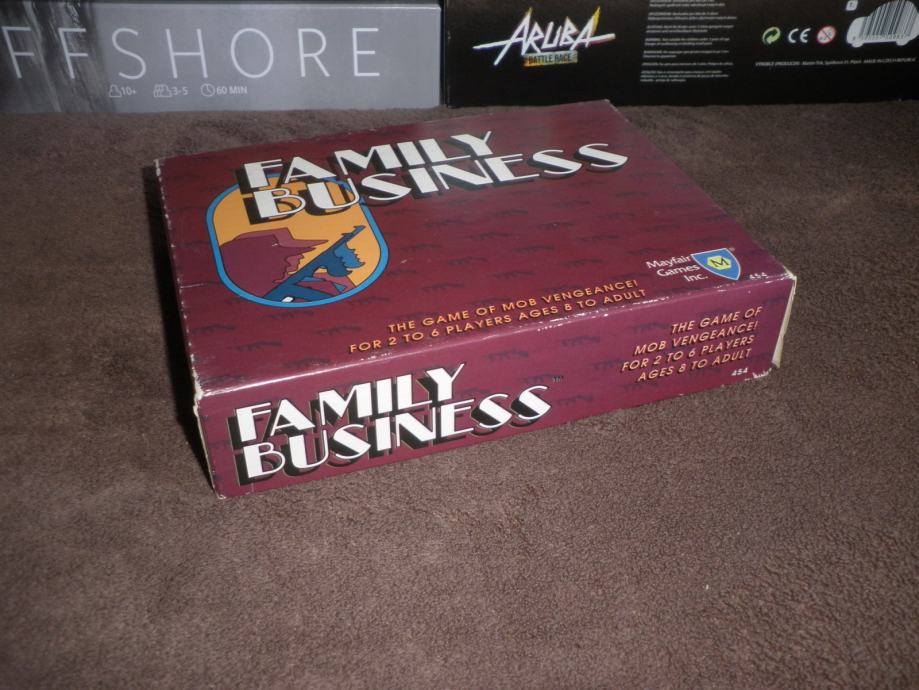 FFSHORE
10+ 3-5 60 MIN
ARUBA
BATTLE RACE
CE
FAMILY
BUSINESS
Mayfair
Games
Inc.
M
®
454
THE GAME OF MOB VENGEANCE!
FOR 2 TO 6 PLAYERS AGES 8 TO ADULT
FAMILY
BUSINESS
TM
THE GAME OF
MOB VENGEANCE!
FOR 2 TO 6 PLAYERS
AGES 8 TO ADULT
454